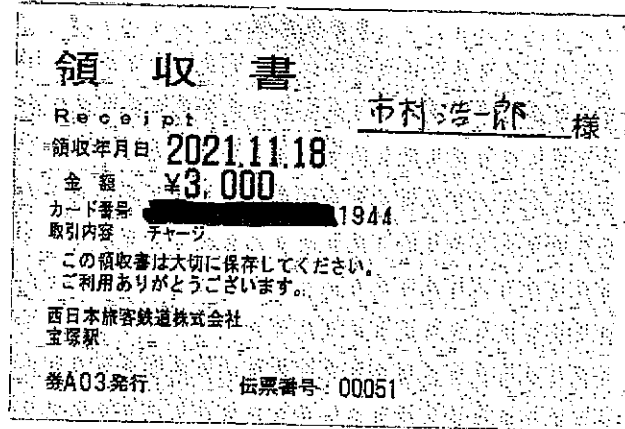 領収書
Receipt
市村浩一郎 様
領収年月日 2021.11.18
金額 ¥3,000
カード番号 1944
取引内容 チャージ
この領収書は大切に保存してください。
ご利用ありがとうございます。
西日本旅客鉄道株式会社
宝塚駅
券A03発行 伝票番号 00051